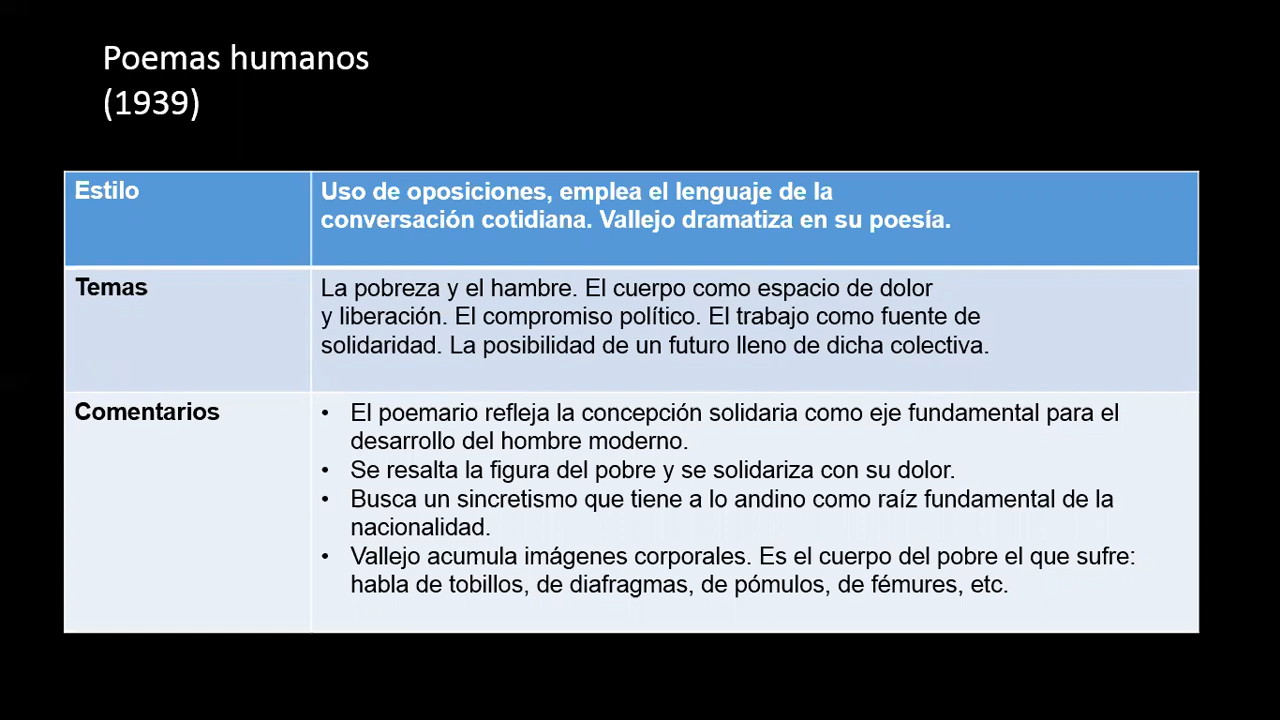 Poemas humanos
(1939)
Estilo
Uso de oposiciones, emplea el lenguaje de la
conversación cotidiana. Vallejo dramatiza en su poesía.
Temas
La pobreza y el hambre. El cuerpo como espacio de dolor
y liberación. El compromiso político. El trabajo como fuente de
solidaridad. La posibilidad de un futuro lleno de dicha colectiva.
Comentarios
• El poemario refleja la concepción solidaria como eje fundamental para el
desarrollo del hombre moderno.
• Se resalta la figura del pobre y se solidariza con su dolor.
• Busca un sincretismo que tiene a lo andino como raíz fundamental de la
nacionalidad.
• Vallejo acumula imágenes corporales. Es el cuerpo del pobre el que sufre:
habla de tobillos, de diafragmas, de pómulos, de fémures, etc.